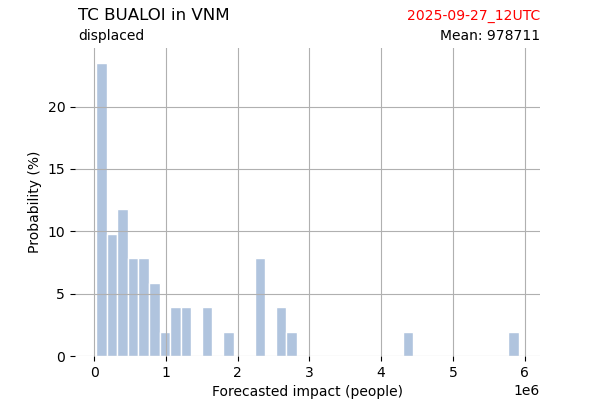 TC BUALOI in VNM
2025-09-27_12UTC
displaced
Mean: 978711
Probability (%)
20
15
10
5
0
0 1 2 3 4 5 6
1e6
Forecasted impact (people)